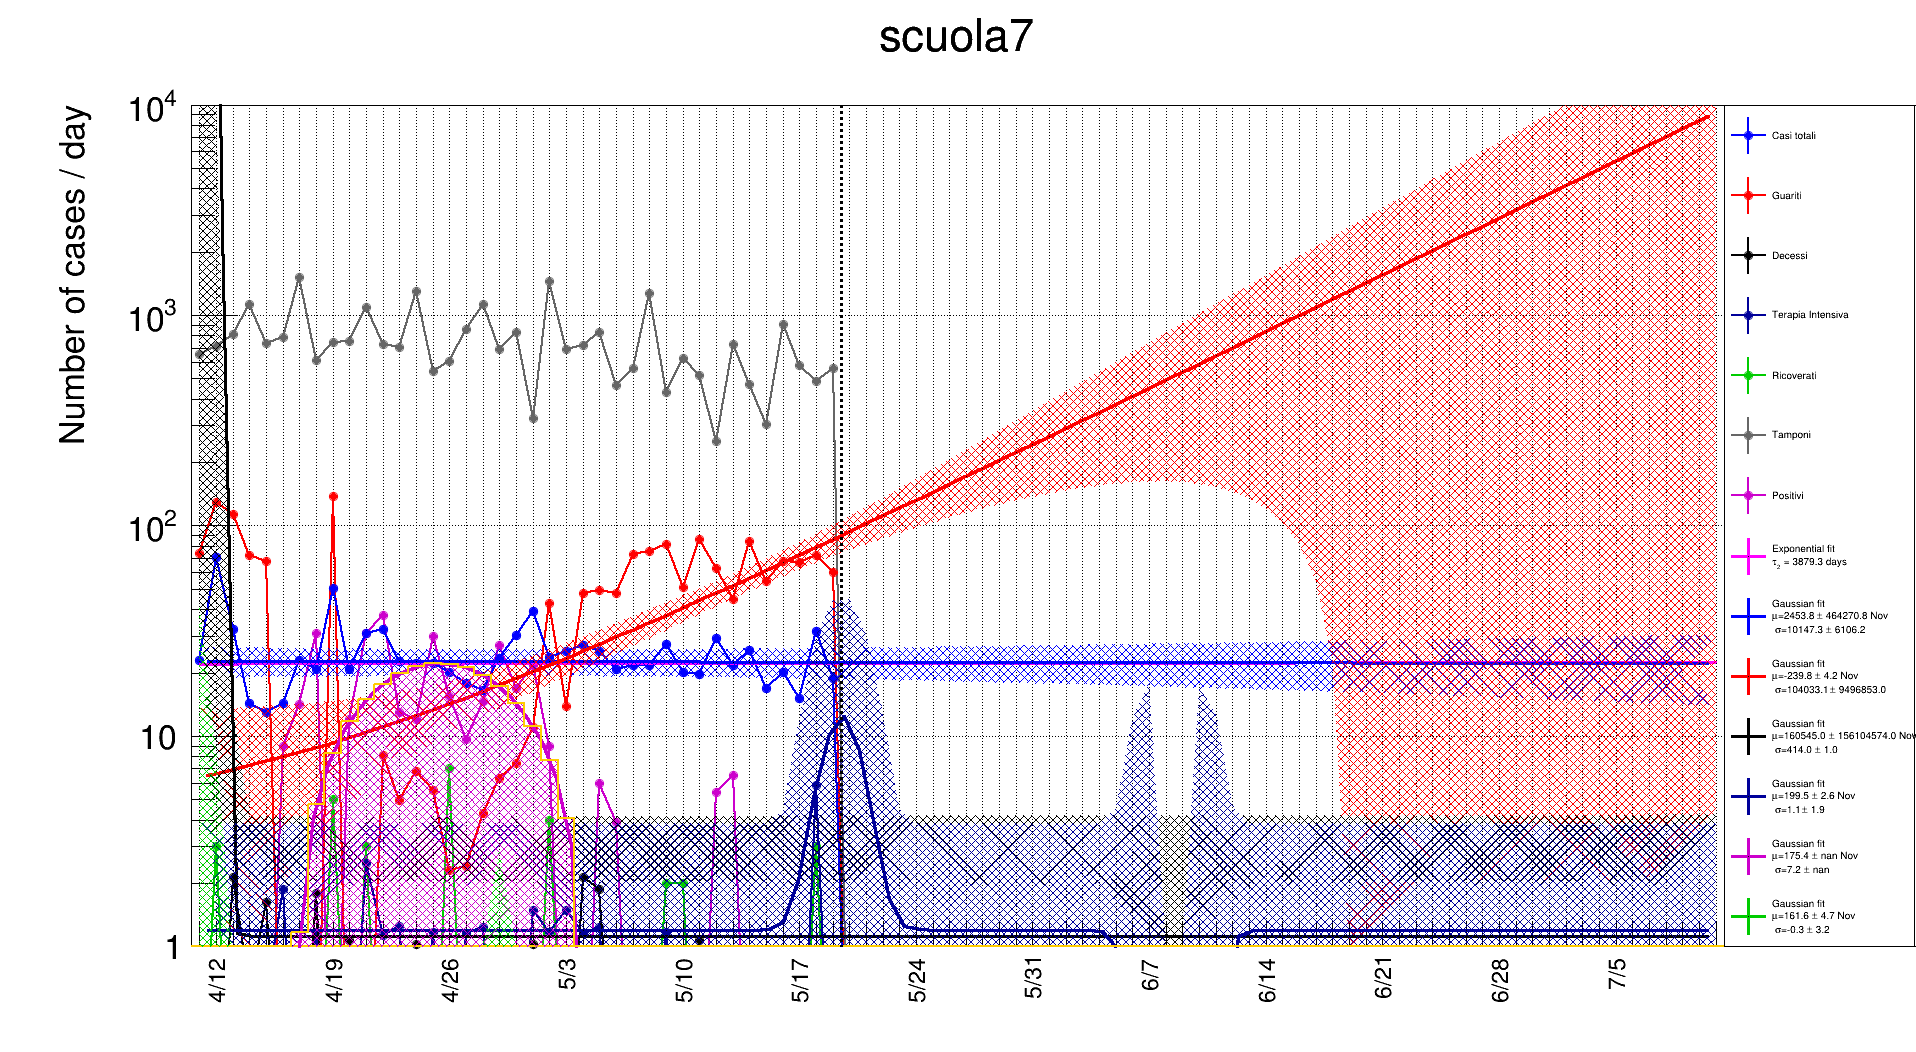 scuola7
Number of cases / day
10^4
10^3
10^2
10
1
4/12
4/19
4/26
5/3
5/10
5/17
5/24
5/31
6/7
6/14
6/21
6/28
7/5
Casi totali
Guariti
Decessi
Terapia Intensiva
Ricoverati
Tamponi
Positivi
Exponential fit
τ₂ = 3879.3 days
Gaussian fit
μ=2453.8 ± 464270.8 Nov
σ=10147.3 ± 6106.2
Gaussian fit
μ=-239.8 ± 4.2 Nov
σ=104033.1± 9496853.0
Gaussian fit
μ=160545.0 ± 156104574.0 Nov
σ=414.0 ± 1.0
Gaussian fit
μ=199.5 ± 2.6 Nov
σ=1.1± 1.9
Gaussian fit
μ=175.4 ± nan Nov
σ=7.2 ± nan
Gaussian fit
μ=161.6 ± 4.7 Nov
σ=-0.3 ± 3.2